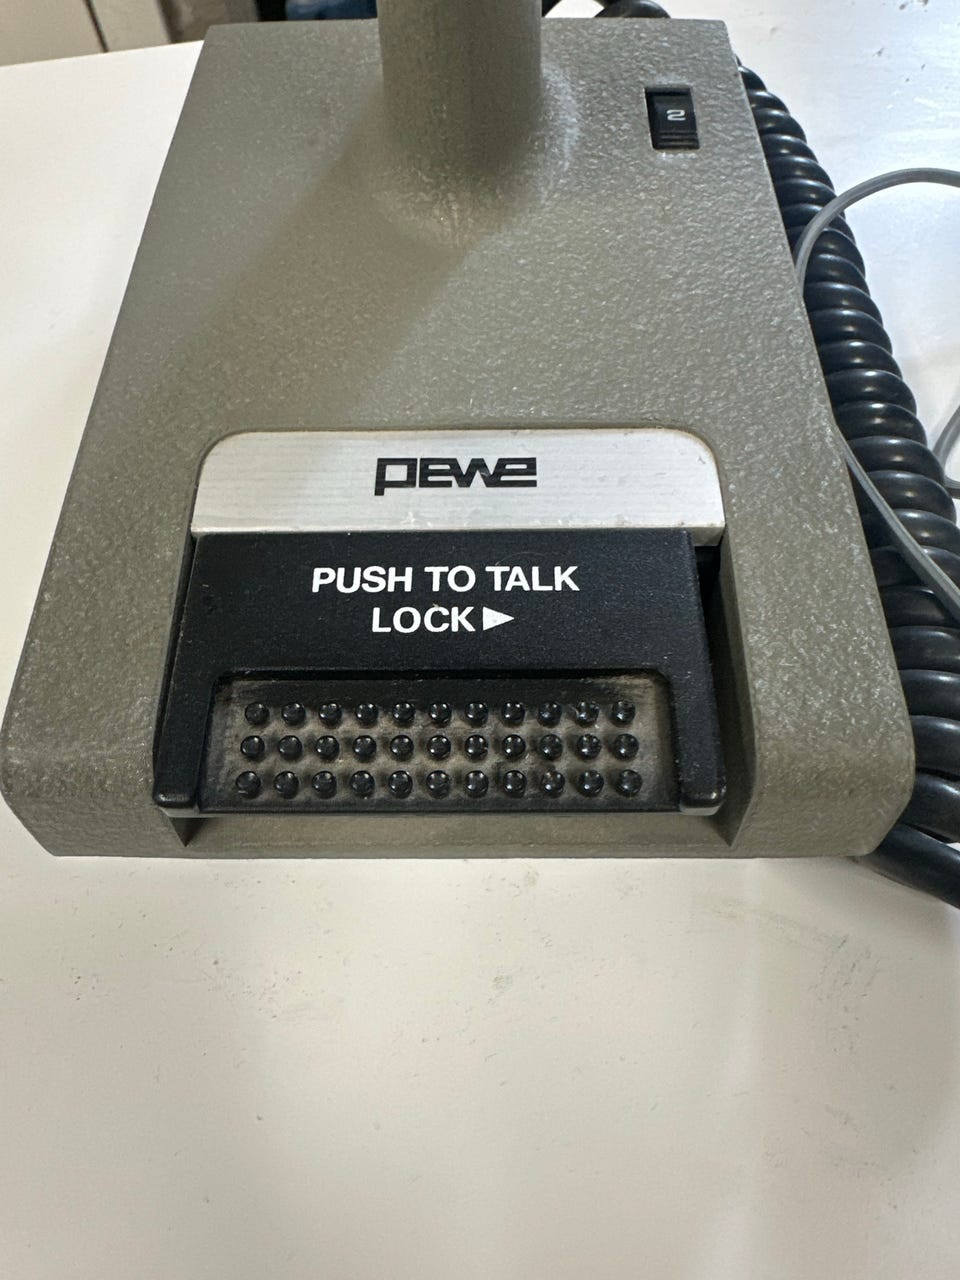 2
pewe
PUSH TO TALK
LOCK▶